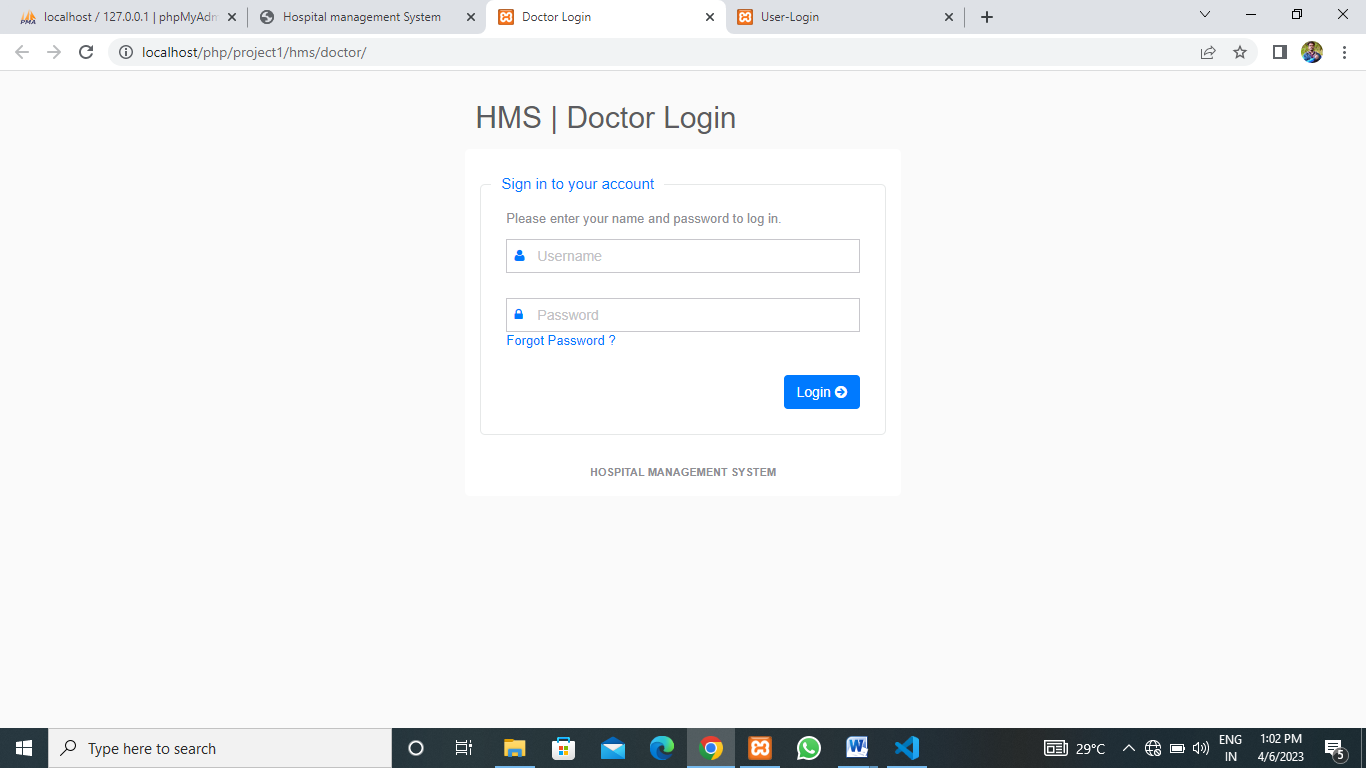 localhost / 127.0.0.1 | phpMyAdm
Hospital management System
Doctor Login
User-Login
localhost/php/project1/hms/doctor/
HMS | Doctor Login
Sign in to your account
Please enter your name and password to log in.
Username
Password
Forgot Password ?
Login
HOSPITAL MANAGEMENT SYSTEM
Type here to search
29°C
ENG
IN
1:02 PM
4/6/2023
5